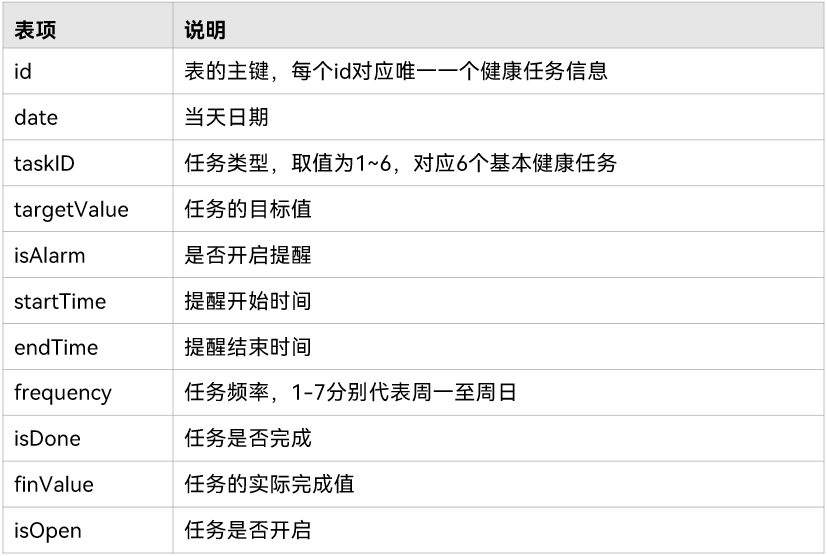 表项 说明
id 表的主键，每个id对应唯一一个健康任务信息
date 当天日期
taskID 任务类型，取值为1~6，对应6个基本健康任务
targetValue 任务的目标值
isAlarm 是否开启提醒
startTime 提醒开始时间
endTime 提醒结束时间
frequency 任务频率，1-7分别代表周一至周日
isDone 任务是否完成
finValue 任务的实际完成值
isOpen 任务是否开启